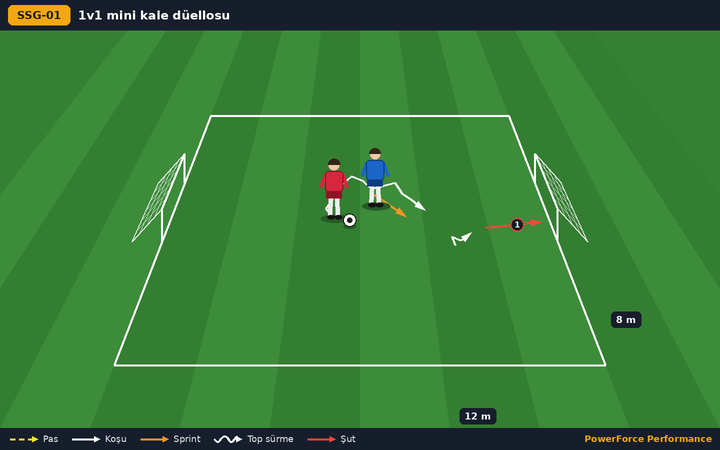 SSG-01 1v1 mini kale düellosu
1
8 m
12 m
Pas Koşu Sprint Top sürme Şut PowerForce Performance